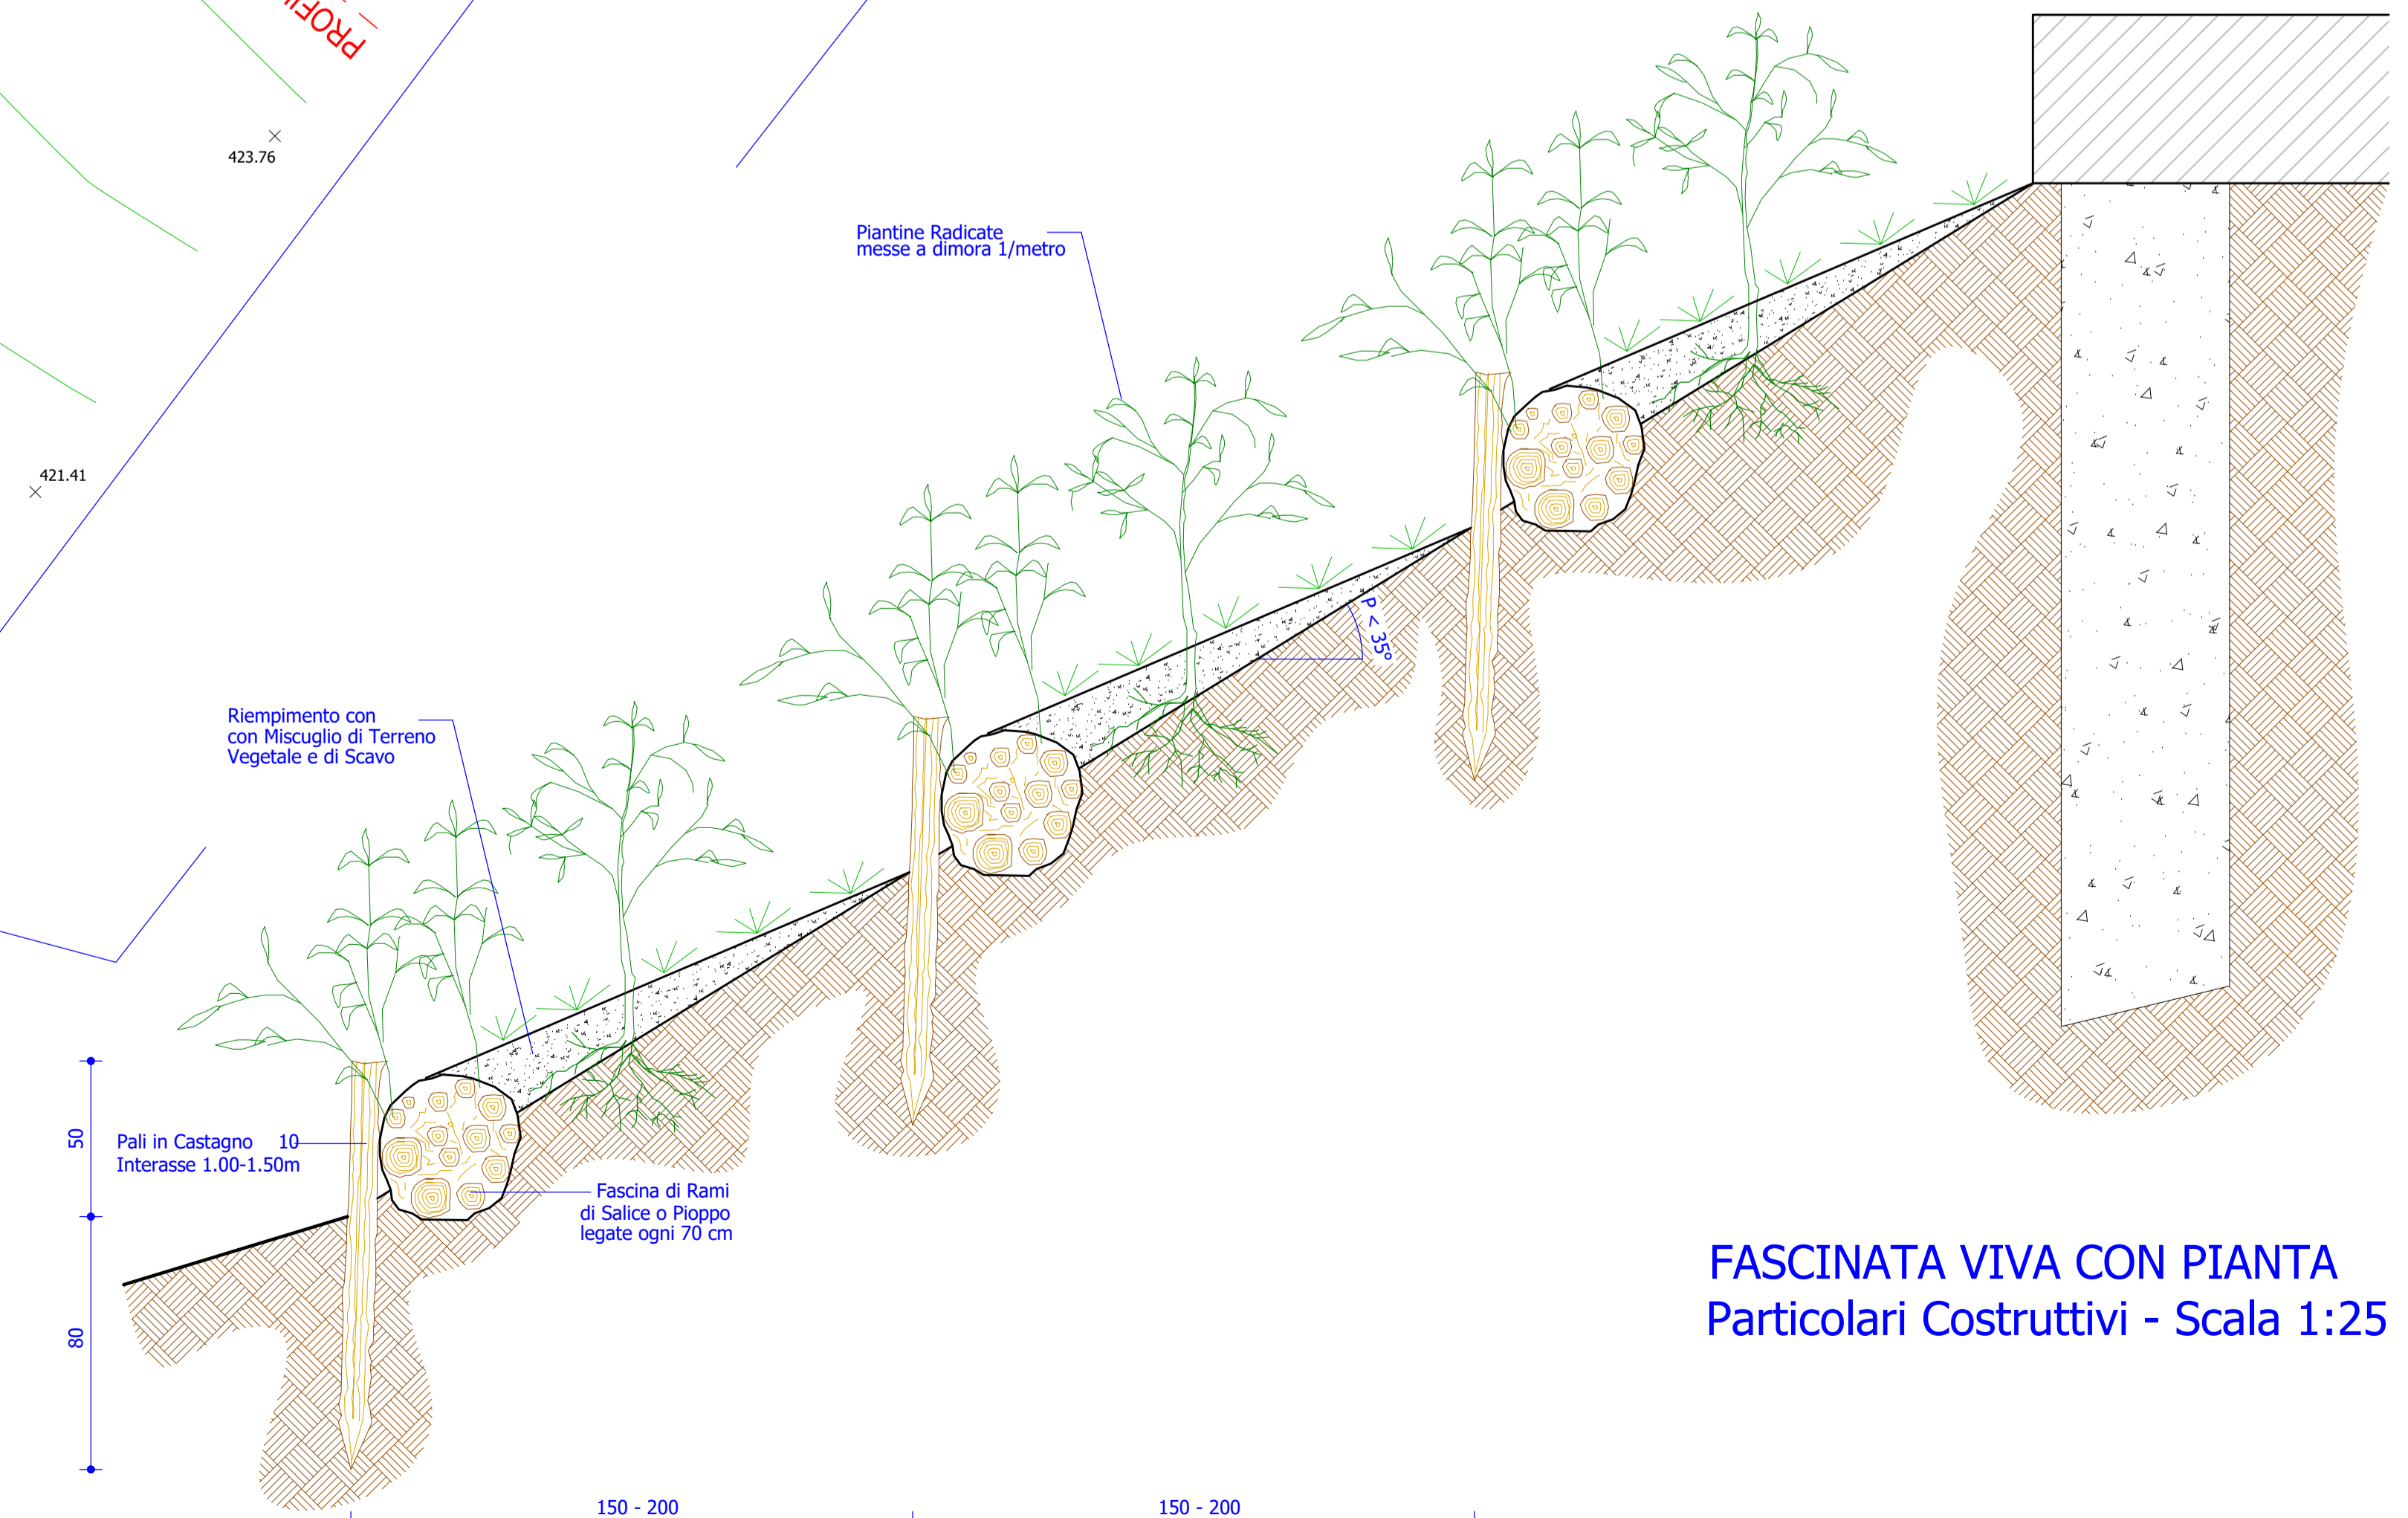 PROFI
423.76
421.41
Piantine Radicate
messe a dimora 1/metro
P < 35°
Riempimento con
con Miscuglio di Terreno
Vegetale e di Scavo
50
Pali in Castagno 10
Interasse 1.00-1.50m
Fascina di Rami
di Salice o Pioppo
legate ogni 70 cm
80
FASCINATA VIVA CON PIANTA
Particolari Costruttivi - Scala 1:25
150 - 200
150 - 200